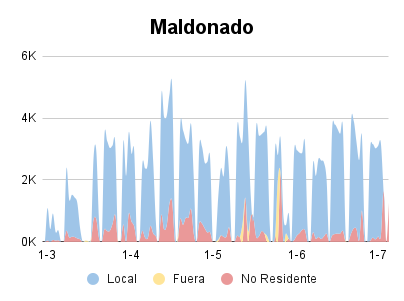 Maldonado
6K
4K
2K
0K
1-3 1-4 1-5 1-6 1-7
Local Fuera No Residente